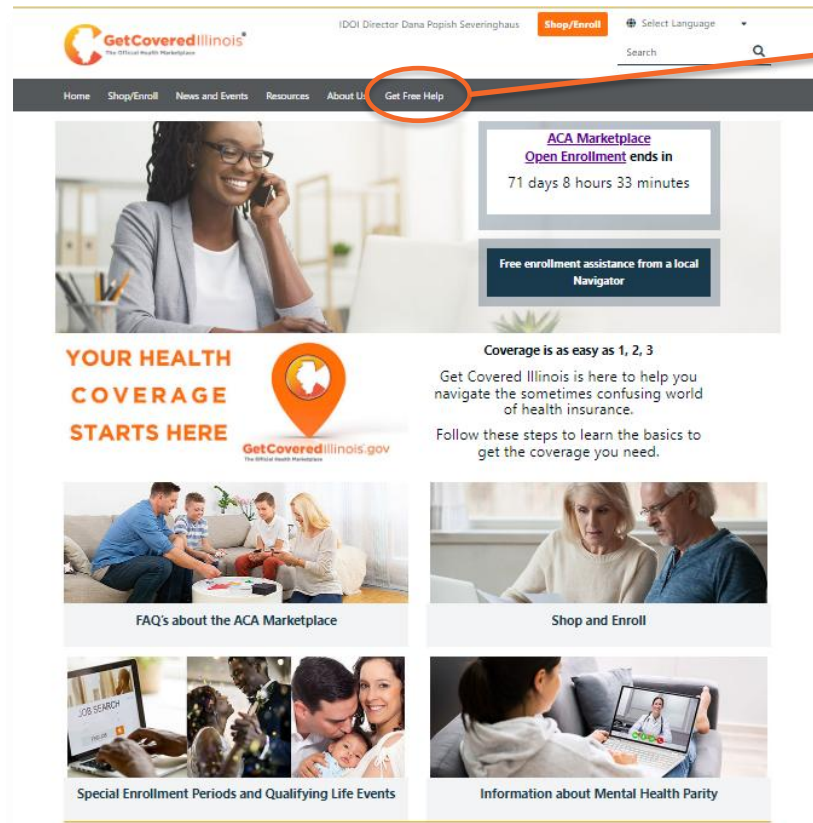 IDOI Director Dana Popish Severinghaus
Shop/Enroll
Select Language
GetCoveredIllinois
The Official Health Marketplace
Search
Home Shop/Enroll News and Events Resources About Us Get Free Help
ACA Marketplace
Open Enrollment ends in
71 days 8 hours 33 minutes
Free enrollment assistance from a local
Navigator
YOUR HEALTH
COVERAGE
STARTS HERE
GetCoveredIllinois.gov
The Official Health Marketplace
Coverage is as easy as 1, 2, 3
Get Covered Illinois is here to help you
navigate the sometimes confusing world
of health insurance.
Follow these steps to learn the basics to
get the coverage you need.
FAQ's about the ACA Marketplace
Shop and Enroll
JOB SEARCH
Special Enrollment Periods and Qualifying Life Events
Information about Mental Health Parity